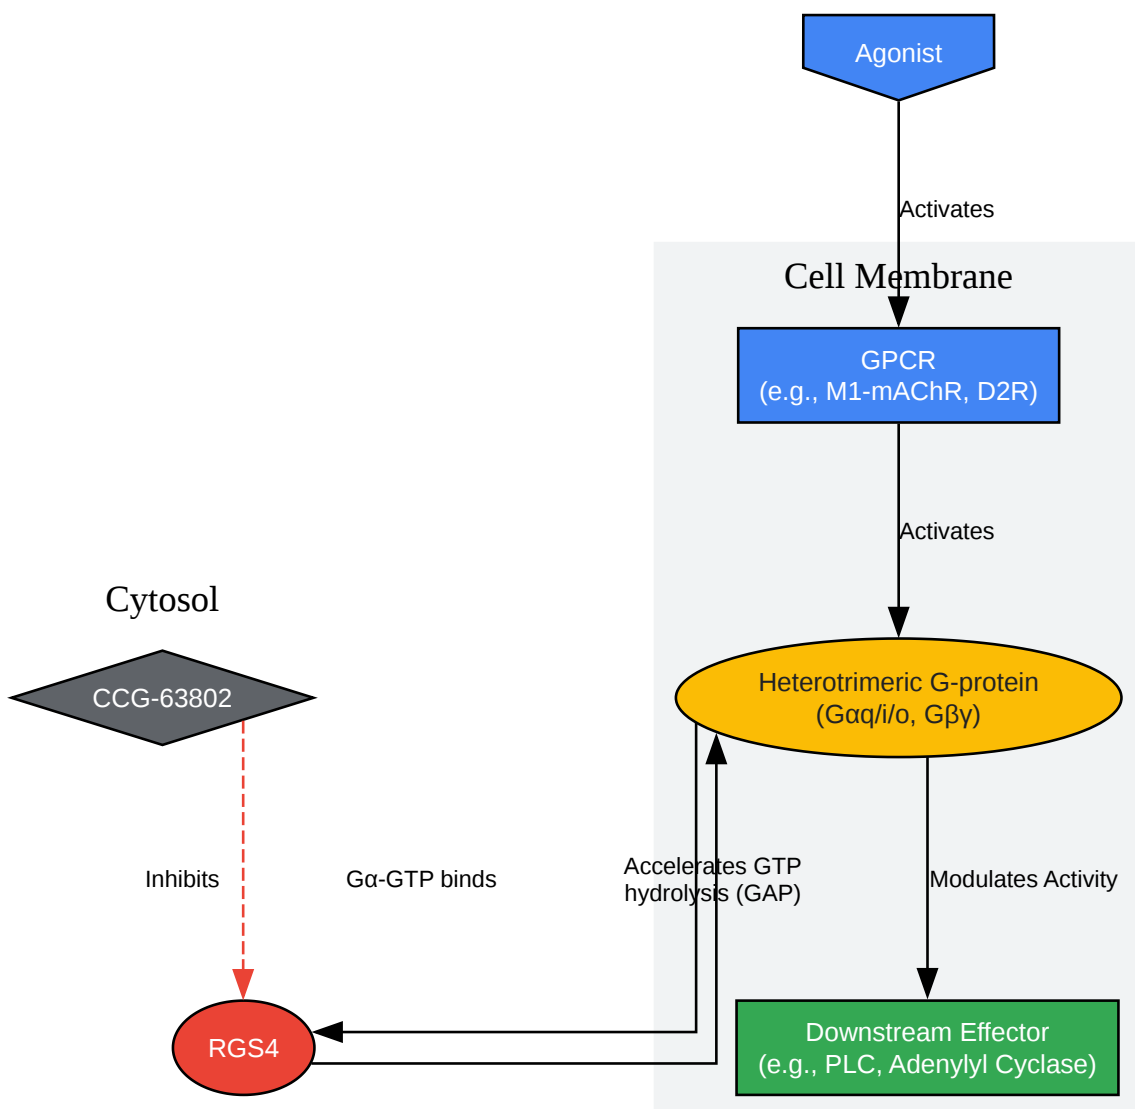 Agonist
Activates
Cell Membrane
GPCR
(e.g., M1-mAChR, D2R)
Activates
Cytosol
CCG-63802
Heterotrimeric G-protein
(Gαq/i/o, Gβγ)
Inhibits
Gα-GTP binds
Accelerates GTP
hydrolysis (GAP)
Modulates Activity
RGS4
Downstream Effector
(e.g., PLC, Adenylyl Cyclase)